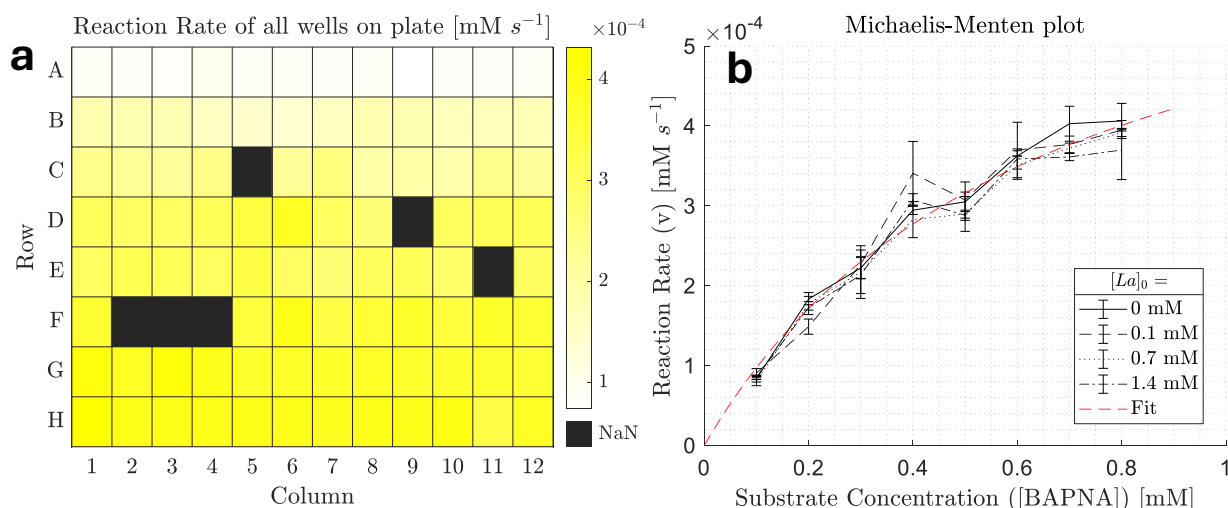 a
Reaction Rate of all wells on plate [mM s⁻¹]
×10⁻⁴
A
B
C
D
E
F
G
H
Row
1 2 3 4 5 6 7 8 9 10 11 12
Column
4
3
2
1
NaN
b
Michaelis-Menten plot
×10⁻⁴
5
4
3
2
1
0
Reaction Rate (v) [mM s⁻¹]
0 0.2 0.4 0.6 0.8 1
Substrate Concentration ([BAPNA]) [mM]
[La]₀ =
0 mM
0.1 mM
0.7 mM
1.4 mM
Fit